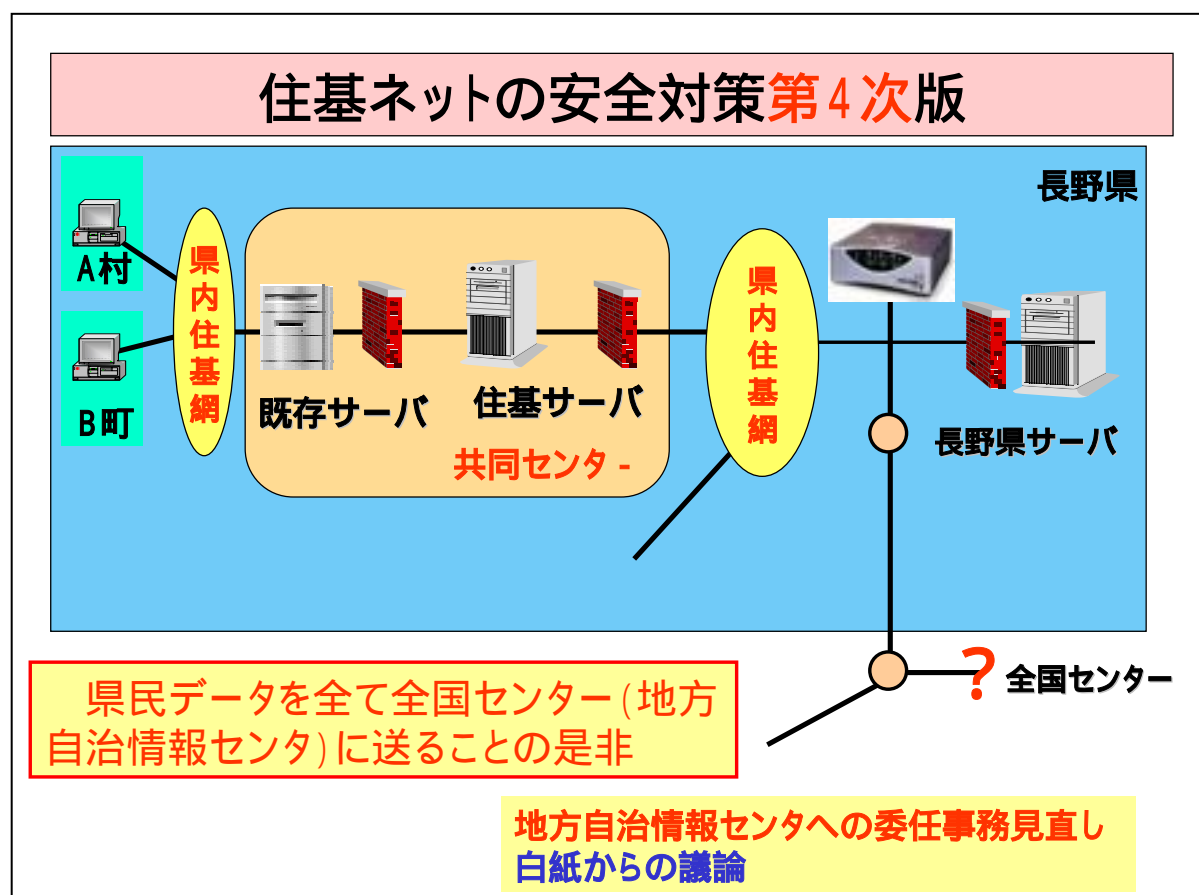 住基ネットの安全対策第4次版
長野県
A村
B町
県内住基網
既存サーバ
住基サーバ
共同センタ-
県内住基網
長野県サーバ
? 全国センター
県民データを全て全国センター(地方
自治情報センタ)に送ることの是非
地方自治情報センタへの委任事務見直し
白紙からの議論